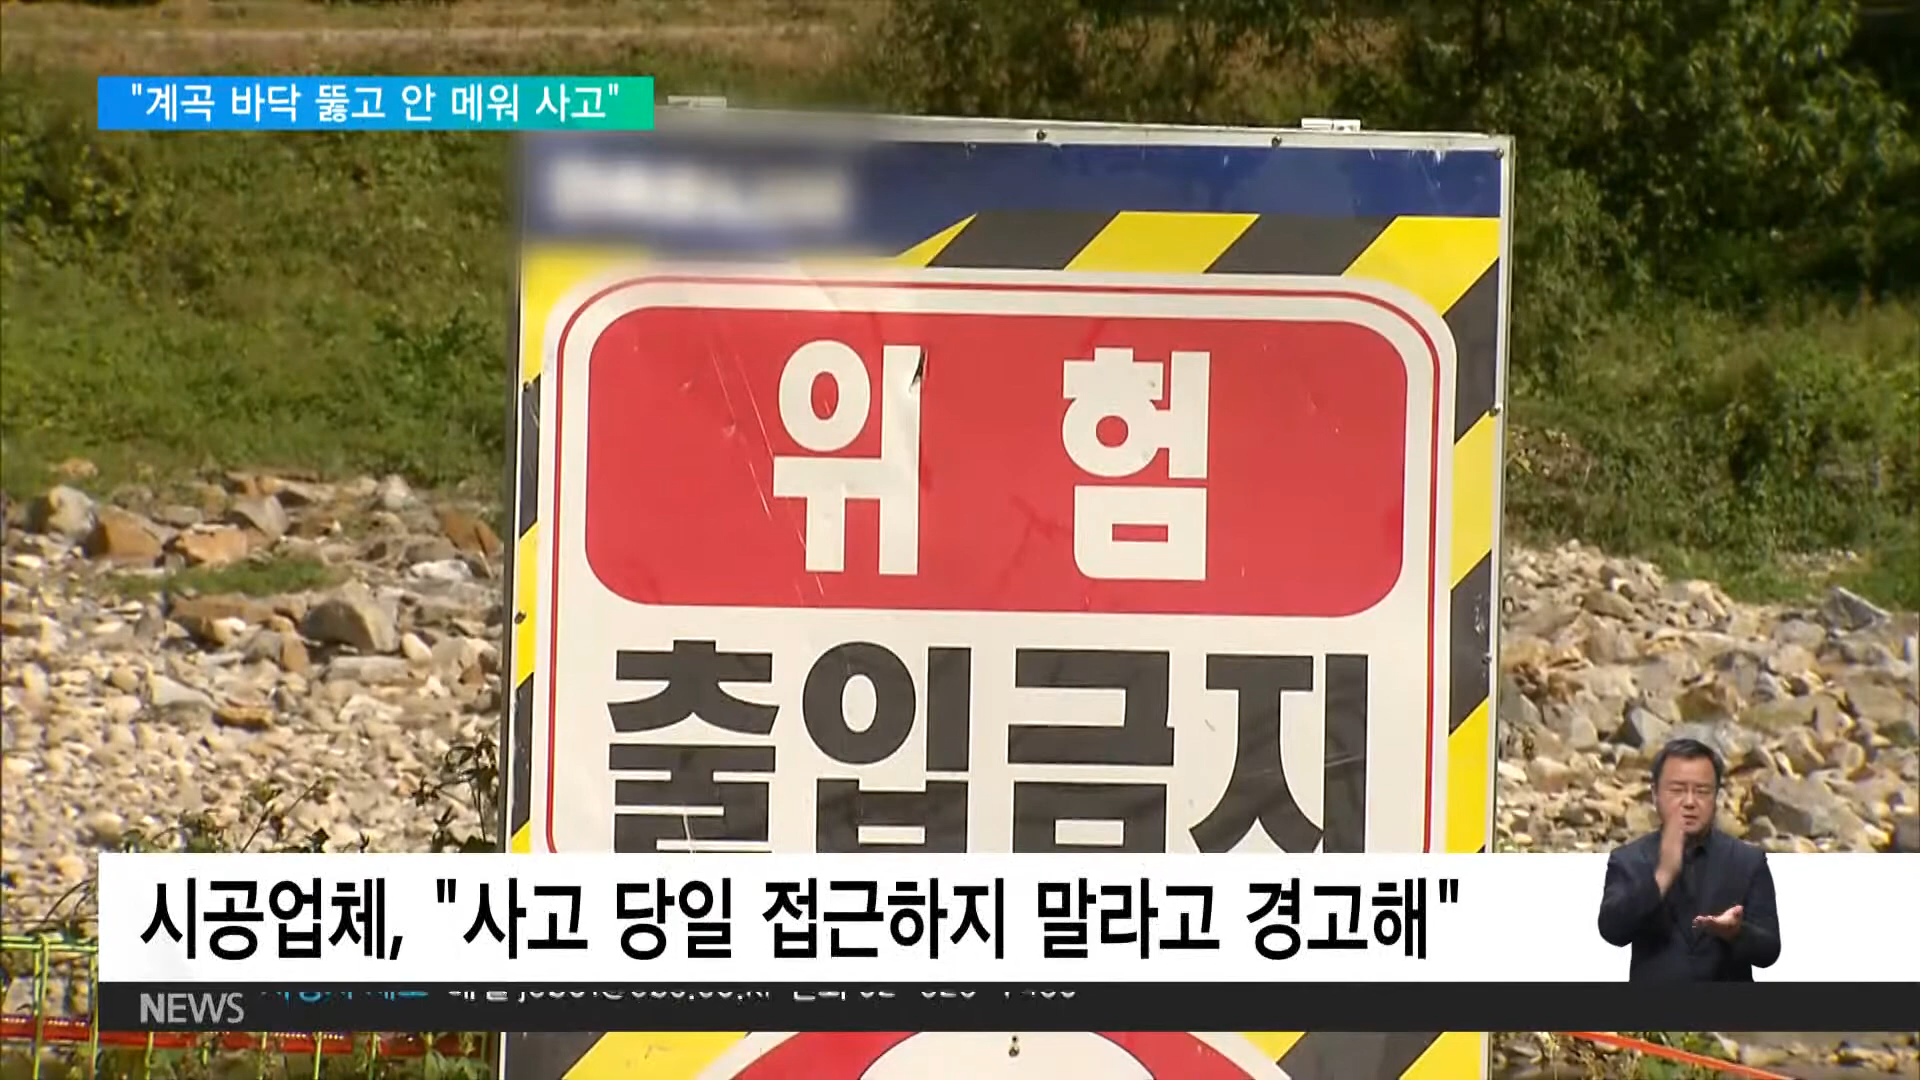 "계곡 바닥 뚫고 안 메워 사고"
위 험
출입금지
시공업체, "사고 당일 접근하지 말라고 경고해"
NEWS